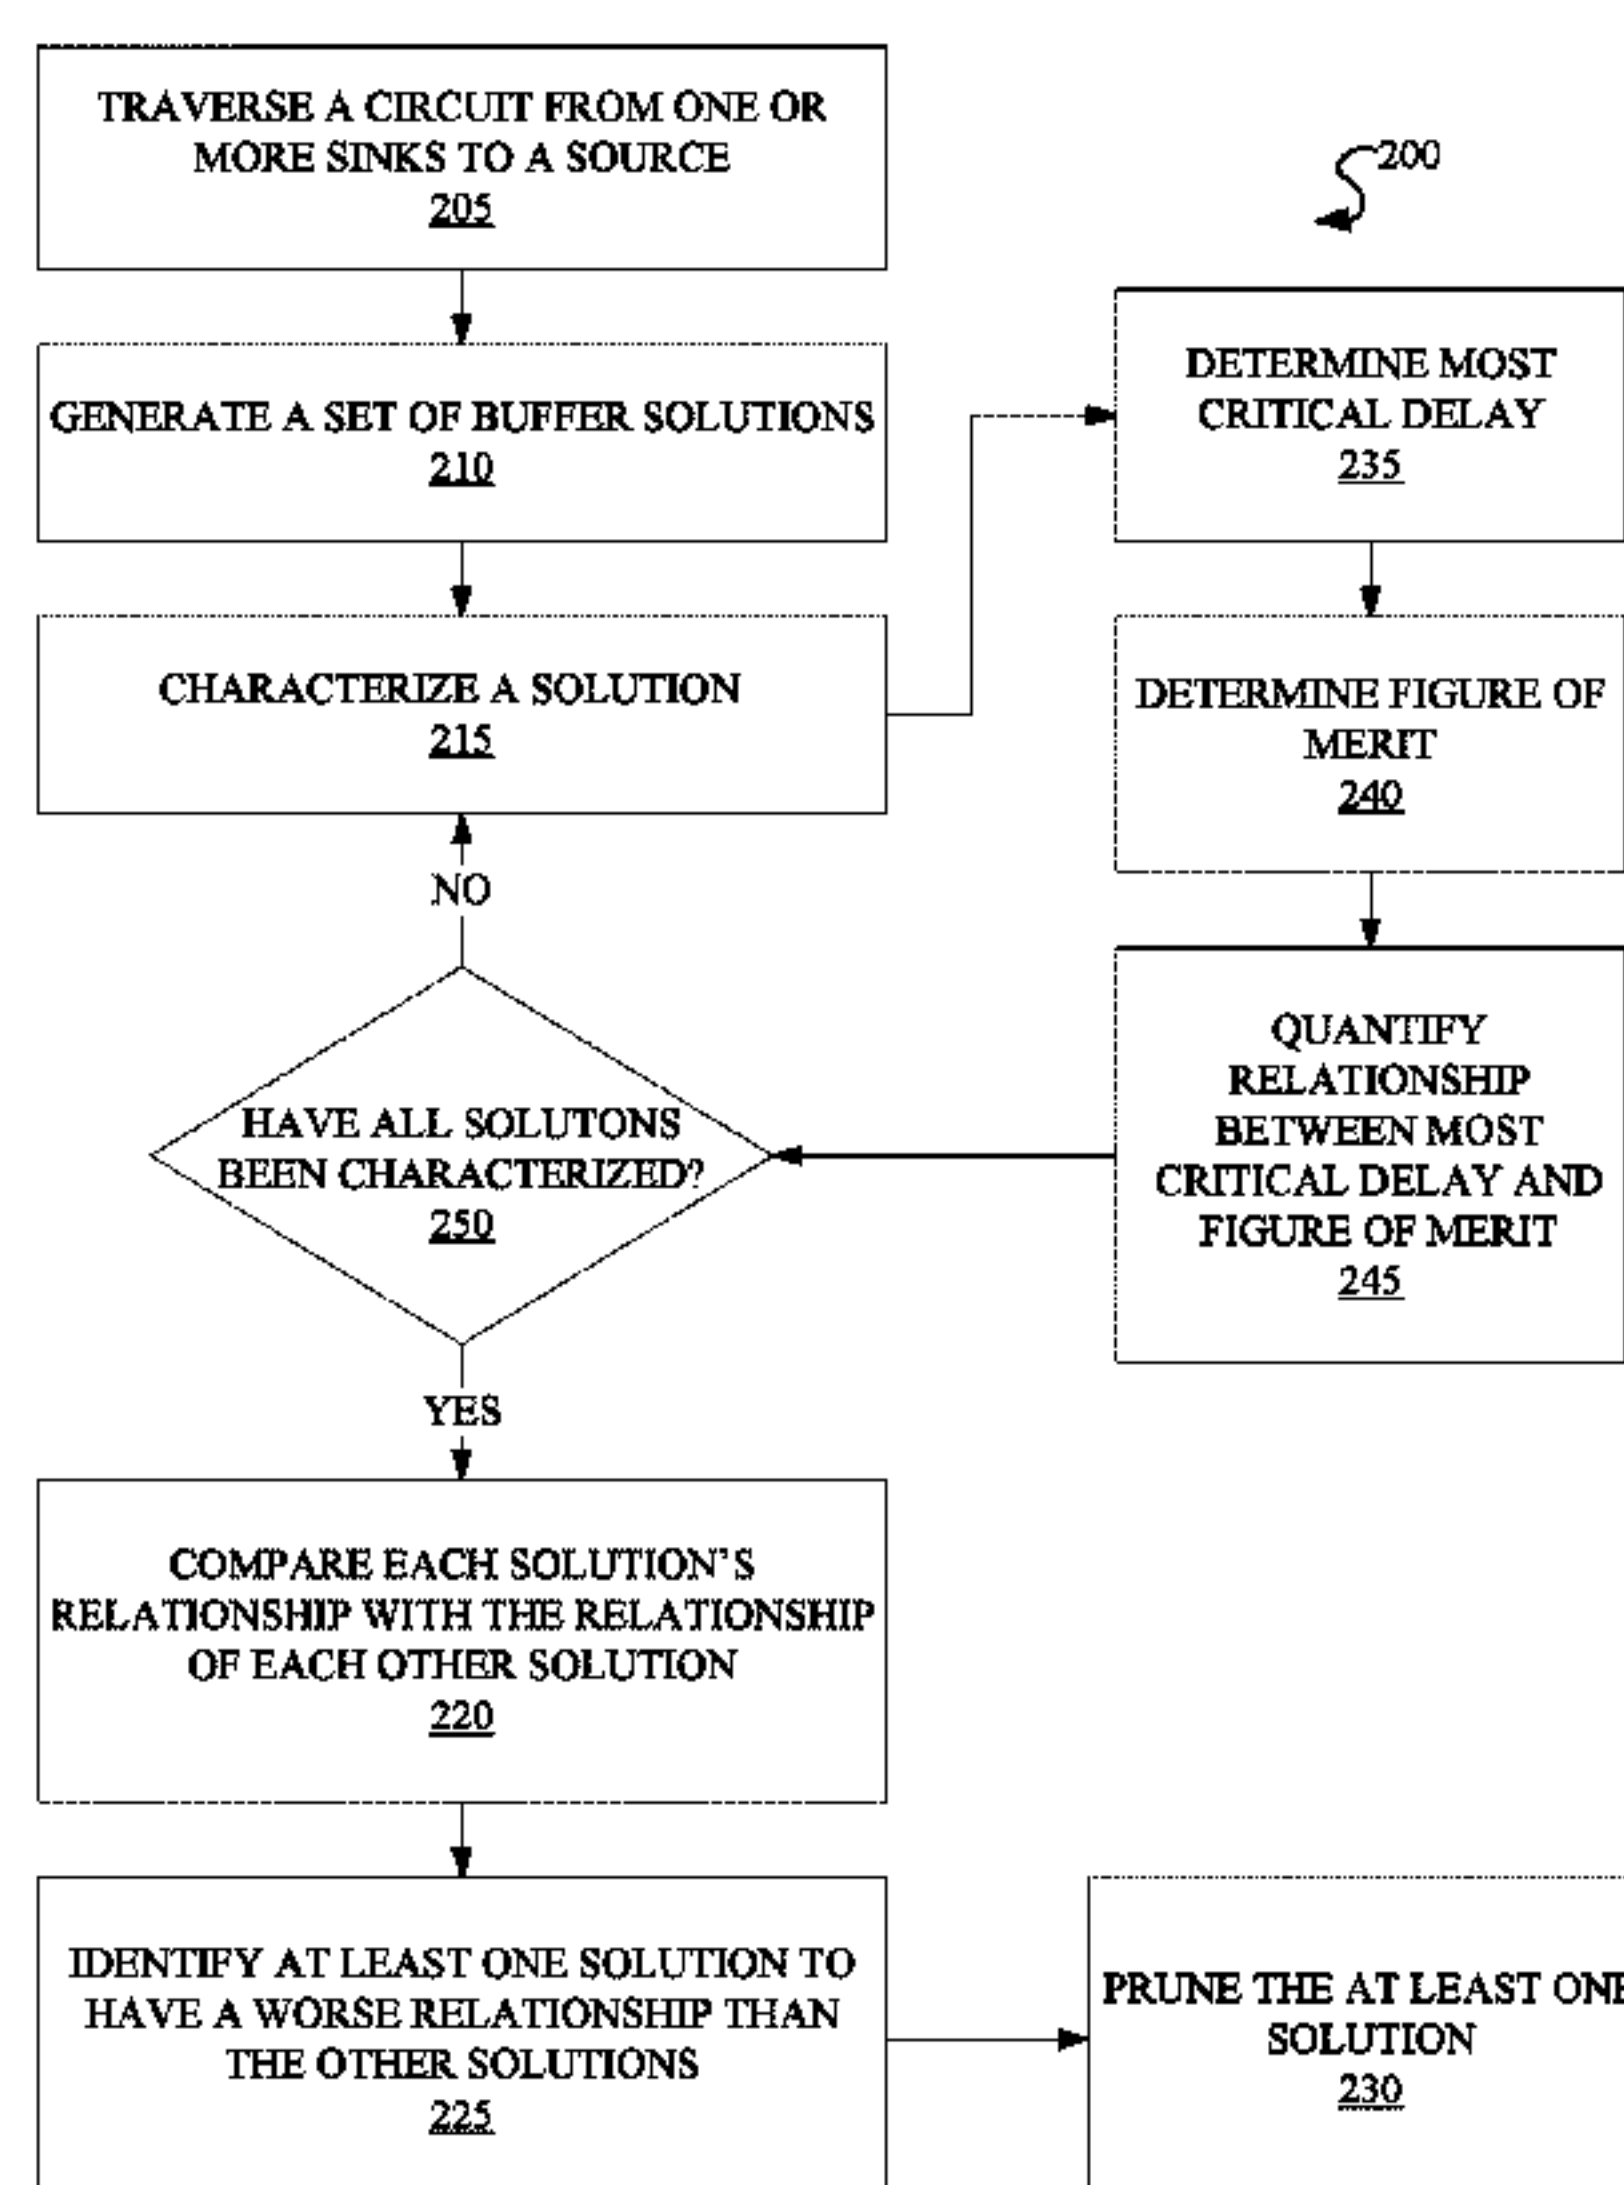 TRAVERSE A CIRCUIT FROM ONE OR
MORE SINKS TO A SOURCE
205
200
GENERATE A SET OF BUFFER SOLUTIONS
210
CHARACTERIZE A SOLUTION
215
DETERMINE MOST
CRITICAL DELAY
235
DETERMINE FIGURE OF
MERIT
240
QUANTIFY
RELATIONSHIP
BETWEEN MOST
CRITICAL DELAY AND
FIGURE OF MERIT
245
NO
HAVE ALL SOLUTONS
BEEN CHARACTERIZED?
250
YES
COMPARE EACH SOLUTION'S
RELATIONSHIP WITH THE RELATIONSHIP
OF EACH OTHER SOLUTION
220
IDENTIFY AT LEAST ONE SOLUTION TO
HAVE A WORSE RELATIONSHIP THAN
THE OTHER SOLUTIONS
225
PRUNE THE AT LEAST ONE
SOLUTION
230